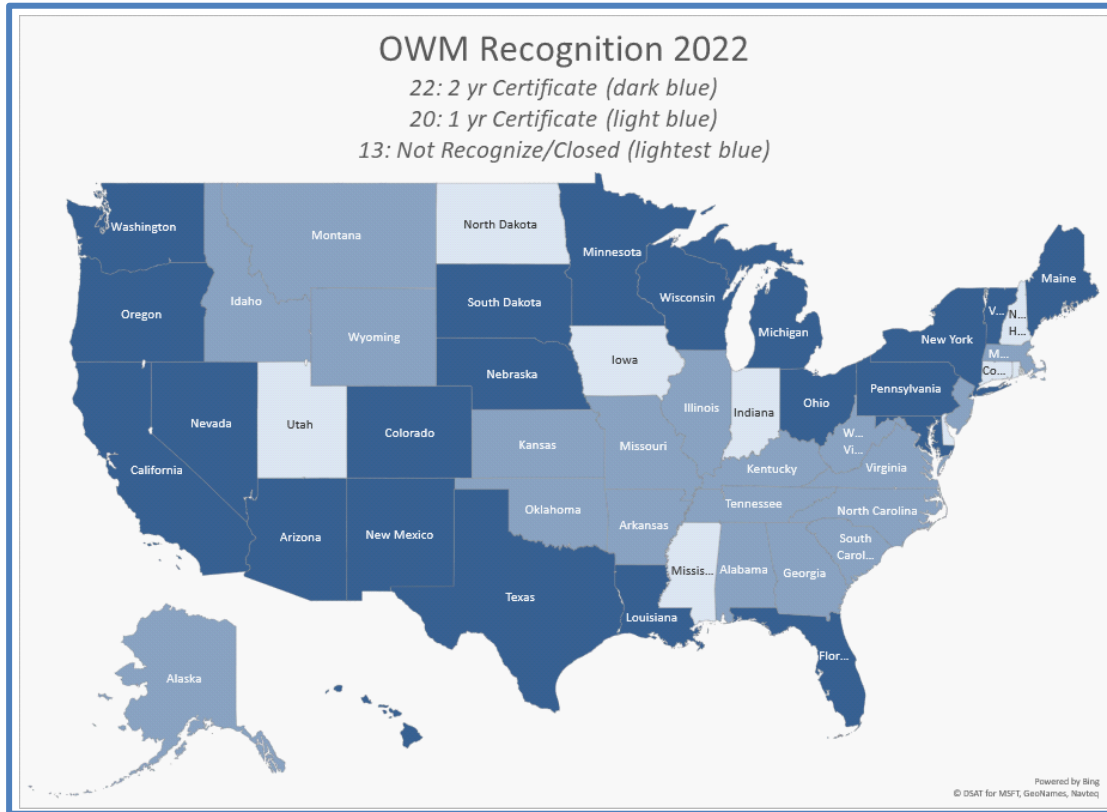 OWM Recognition 2022
22: 2 yr Certificate (dark blue)
20: 1 yr Certificate (light blue)
13: Not Recognize/Closed (lightest blue)
Washington
Montana
North Dakota
Minnesota
Maine
Oregon
Idaho
South Dakota
Wisconsin
Michigan
V...
N...
H...
New York
Wyoming
M...
Co...
Iowa
Nebraska
Pennsylvania
Nevada
Utah
Colorado
Illinois
Indiana
Ohio
California
Kansas
Missouri
W...
Vi...
Virginia
Kentucky
Tennessee
North Carolina
Oklahoma
Arkansas
Arizona
New Mexico
South
Carol...
Missis...
Alabama
Georgia
Texas
Louisiana
Flor...
Alaska
Powered by Bing
© DSAT for MSFT, GeoNames, Navteq